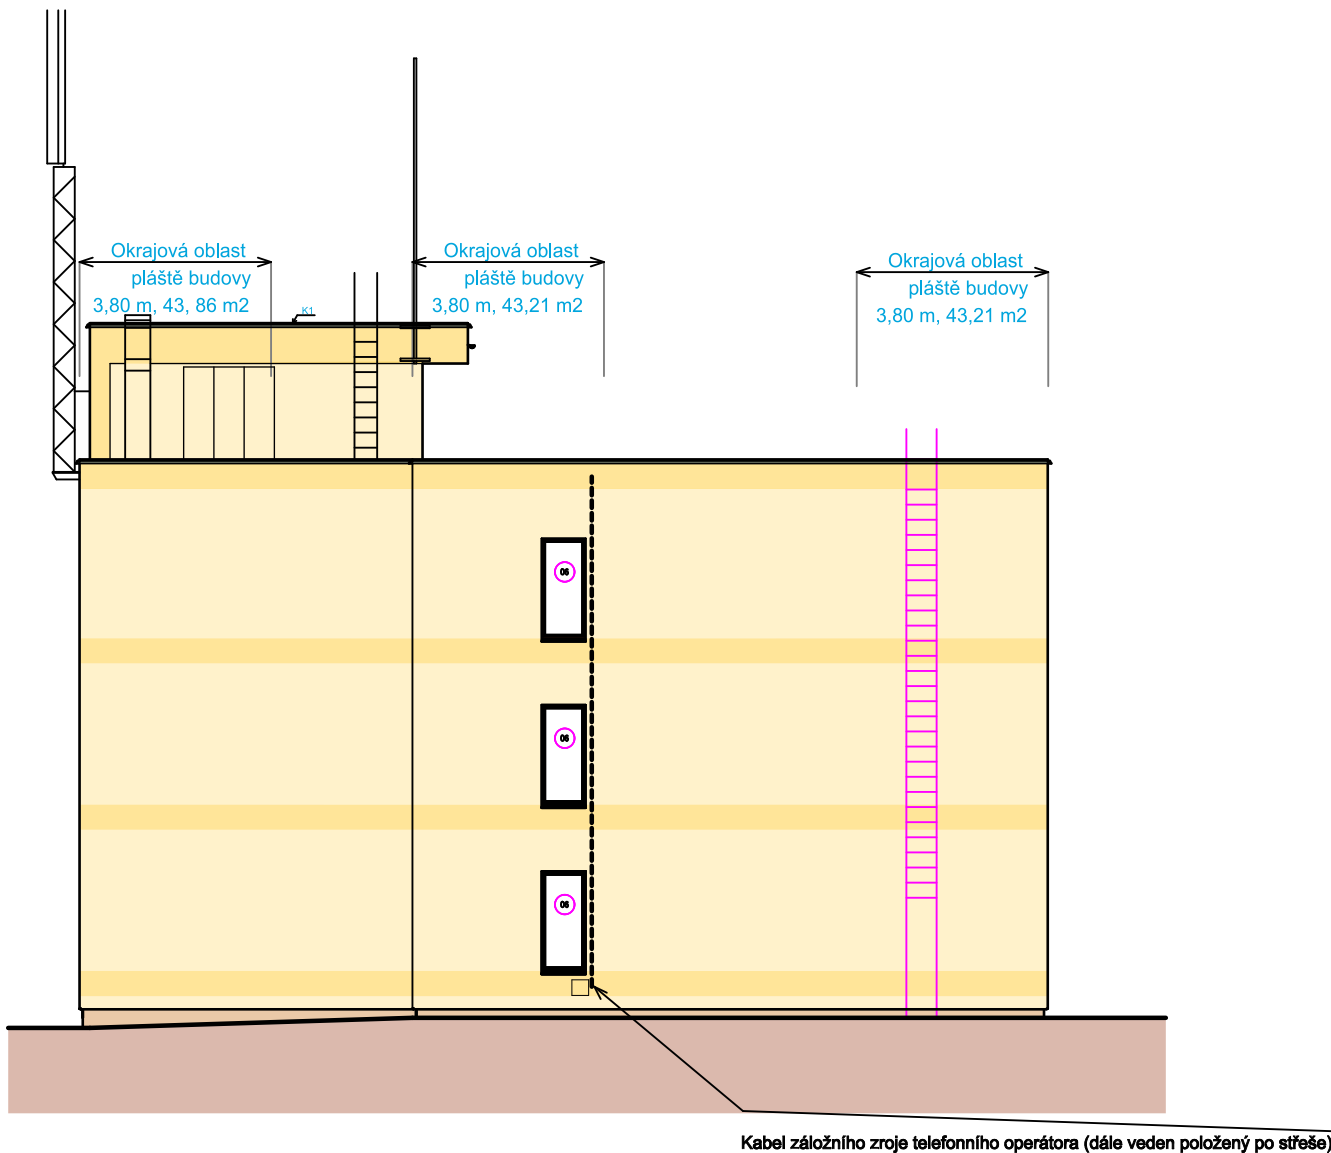 Okrajová oblast
pláště budovy
3,80 m, 43, 86 m2
Okrajová oblast
pláště budovy
3,80 m, 43,21 m2
Okrajová oblast
pláště budovy
3,80 m, 43,21 m2
K1
06
06
06
Kabel záložního zroje telefonního operátora (dále veden položený po střeše)